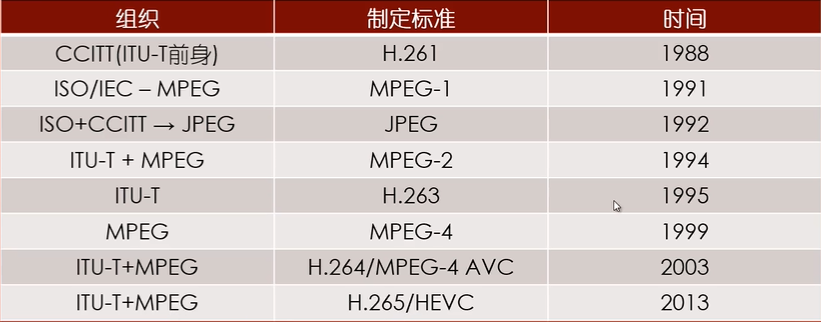 组织 制定标准 时间
CCITT(ITU-T前身) H.261 1988
ISO/IEC – MPEG MPEG-1 1991
ISO+CCITT → JPEG JPEG 1992
ITU-T + MPEG MPEG-2 1994
ITU-T H.263 1995
MPEG MPEG-4 1999
ITU-T+MPEG H.264/MPEG-4 AVC 2003
ITU-T+MPEG H.265/HEVC 2013